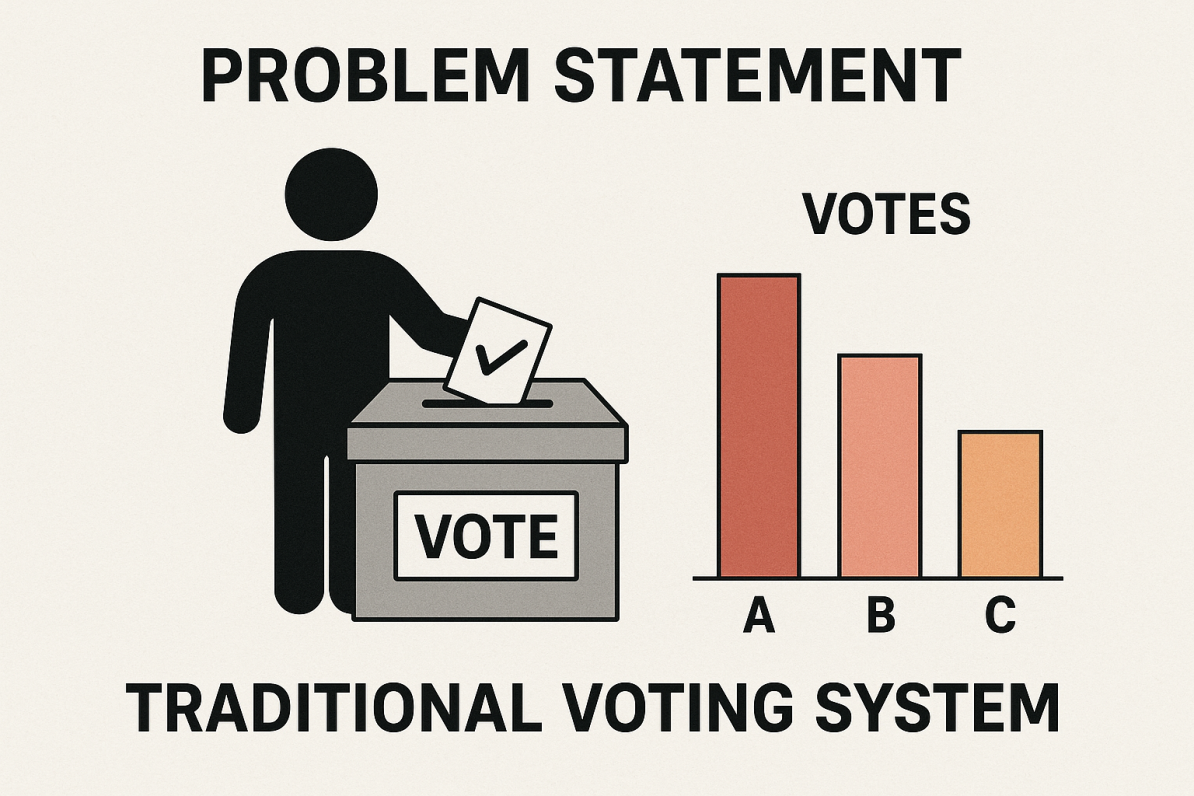 PROBLEM STATEMENT
VOTES
VOTE
A B C
TRADITIONAL VOTING SYSTEM